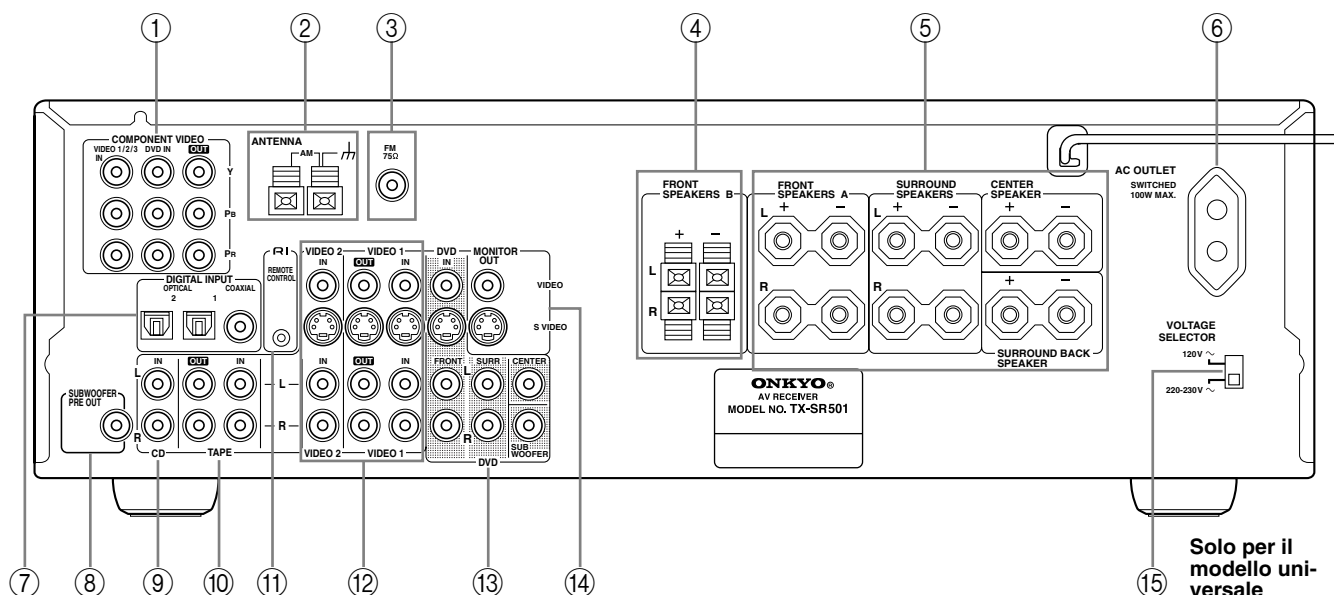 ① ② ③ ④ ⑤ ⑥
COMPONENT VIDEO
VIDEO 1/2/3 IN
DVD IN
OUT
Y
PB
PR
ANTENNA
AM
FM
75Ω
FRONT
SPEAKERS B
+ −
L
R
FRONT
SPEAKERS A
+ −
L
R
SURROUND
SPEAKERS
+ −
L
R
CENTER
SPEAKER
+ −
+ −
SURROUND BACK
SPEAKER
AC OUTLET
SWITCHED
100W MAX.
DIGITAL INPUT
OPTICAL
2 1
COAXIAL
RI
REMOTE
CONTROL
VIDEO 2 VIDEO 1 DVD MONITOR
IN OUT IN IN OUT
VIDEO
S VIDEO
VOLTAGE
SELECTOR
120V ~
220-230V ~
IN OUT IN IN OUT IN FRONT SURR CENTER
L L L
SUBWOOFER
PRE OUT
R R R
SUB
WOOFER
CD TAPE VIDEO 2 VIDEO 1 DVD
ONKYO®
AV RECEIVER
MODEL NO. TX-SR501
⑦ ⑧ ⑨ ⑩ ⑪ ⑫ ⑬ ⑭ ⑮
Solo per il
modello uni-
versale